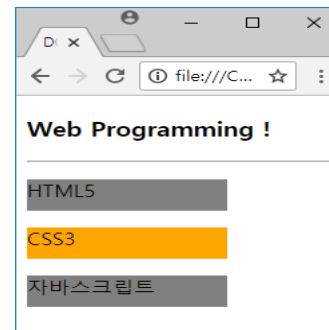 D
file:///C...
Web Programming !
HTML5
CSS3
자바스크립트